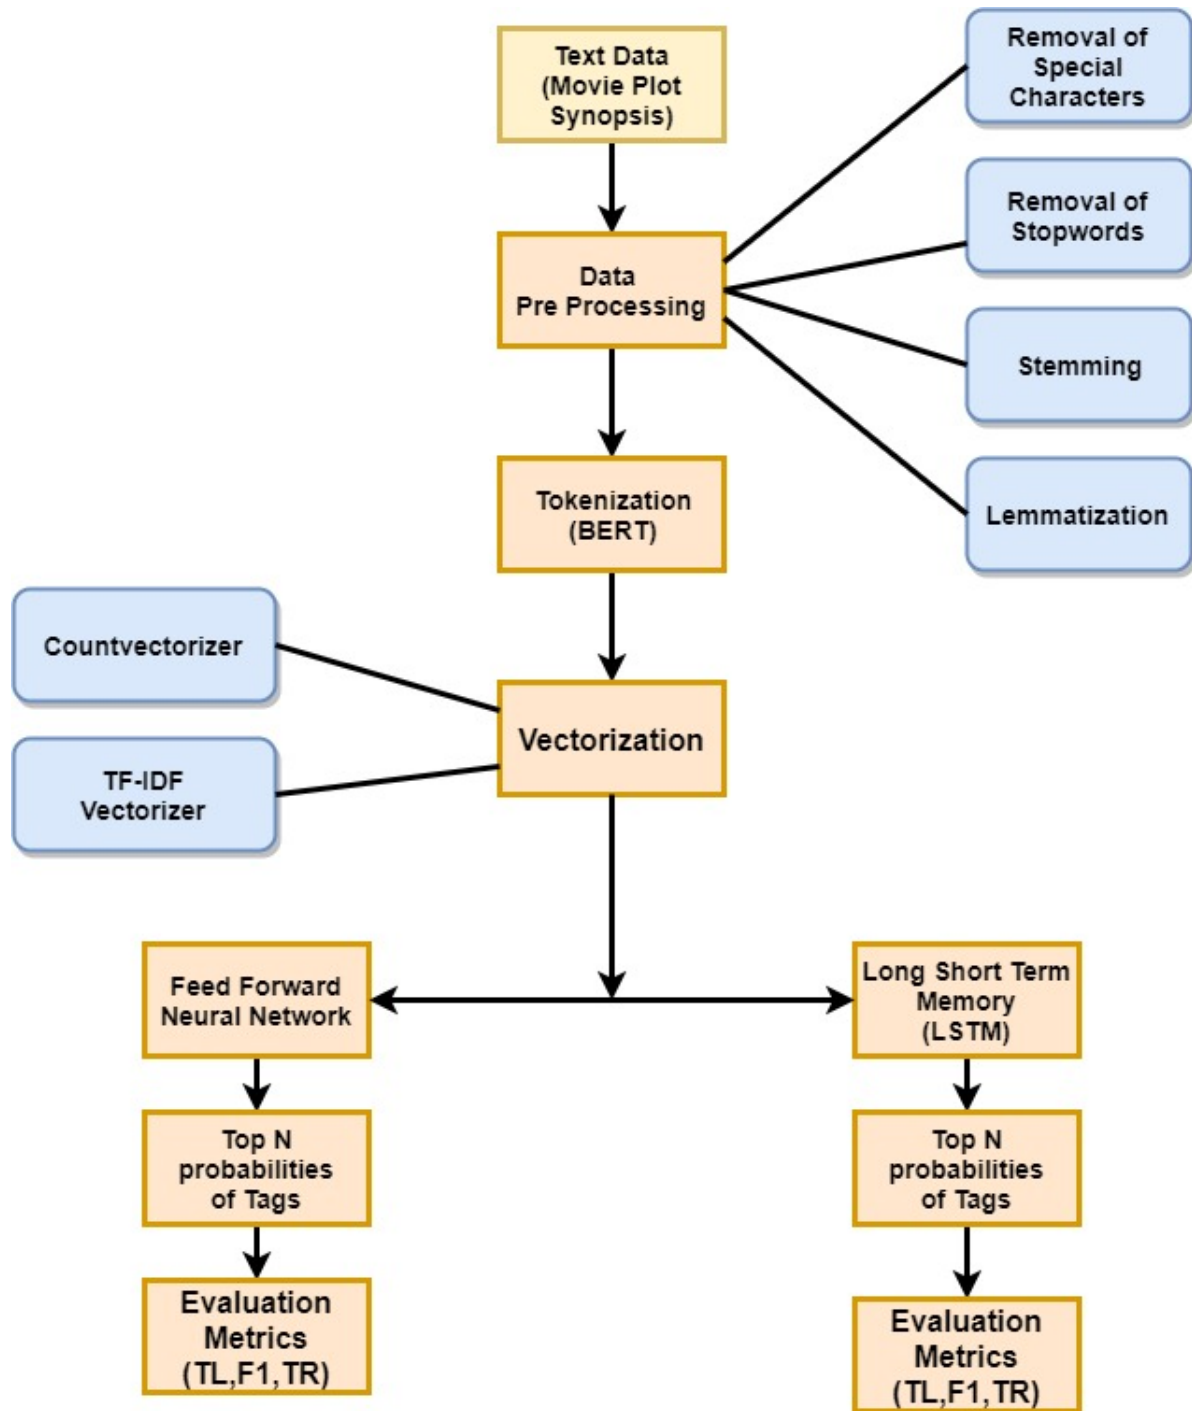 Text Data
(Movie Plot
Synopsis)
Removal of
Special
Characters
Removal of
Stopwords
Data
Pre Processing
Stemming
Lemmatization
Tokenization
(BERT)
Countvectorizer
Vectorization
TF-IDF
Vectorizer
Feed Forward
Neural Network
Long Short Term
Memory
(LSTM)
Top N
probabilities
of Tags
Top N
probabilities
of Tags
Evaluation
Metrics
(TL,F1,TR)
Evaluation
Metrics
(TL,F1,TR)